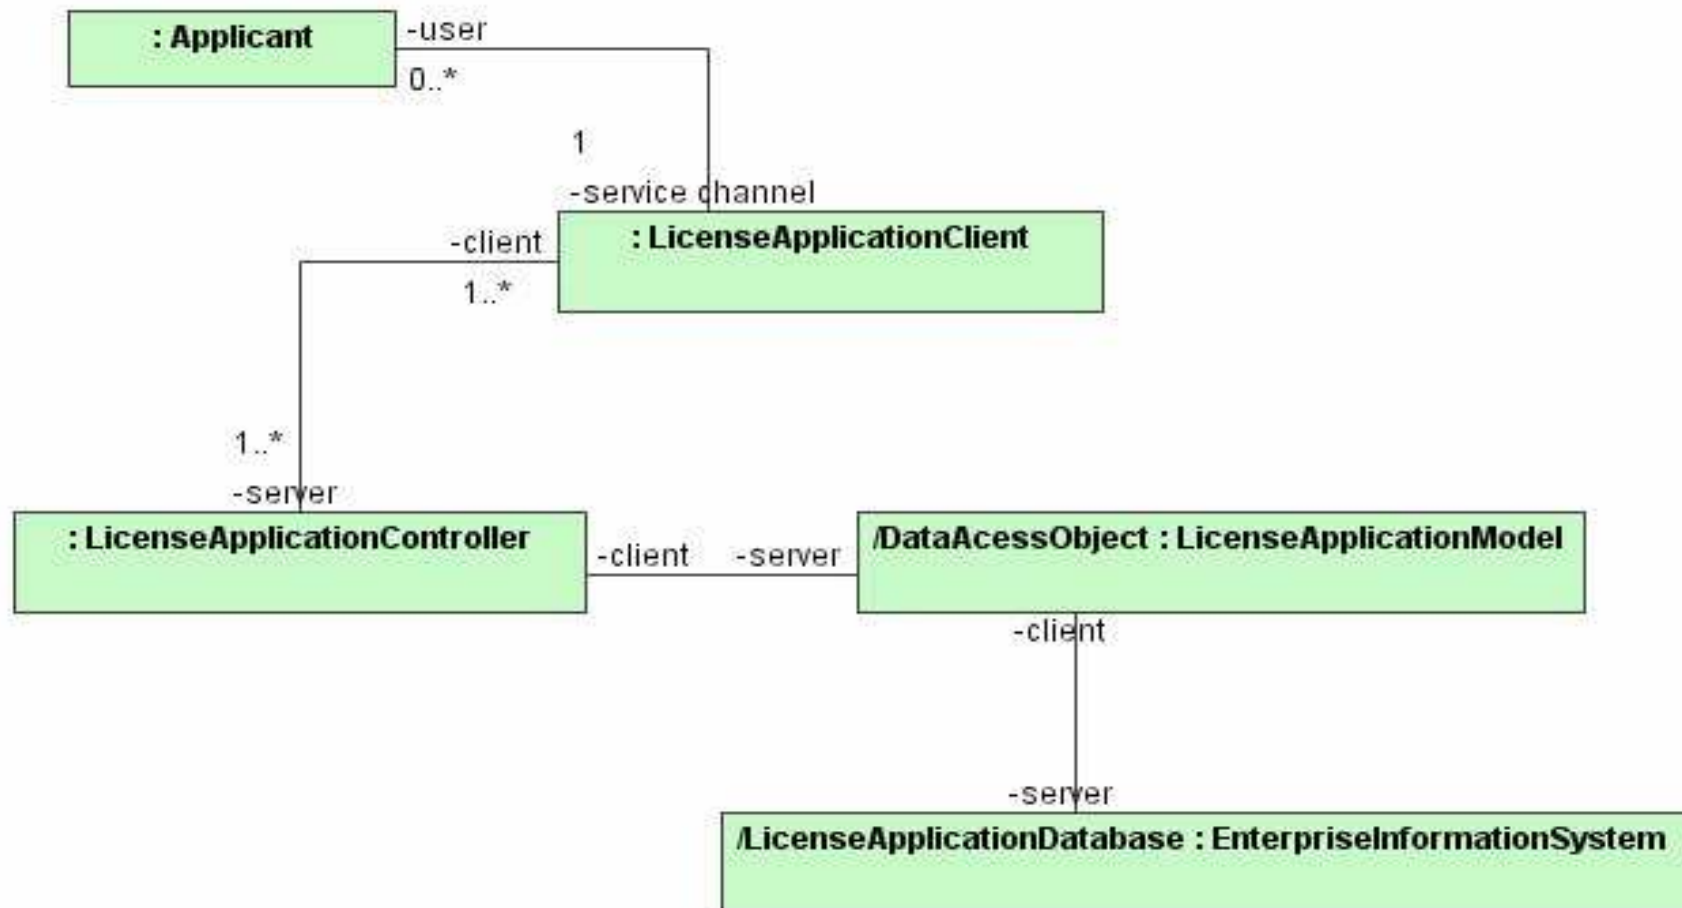 : Applicant
-user
0..*
1
-service channel
: LicenseApplicationClient
-client
1..*
1..*
-server
: LicenseApplicationController
-client
-server
/DataAcessObject : LicenseApplicationModel
-client
-server
/LicenseApplicationDatabase : EnterpriseInformationSystem